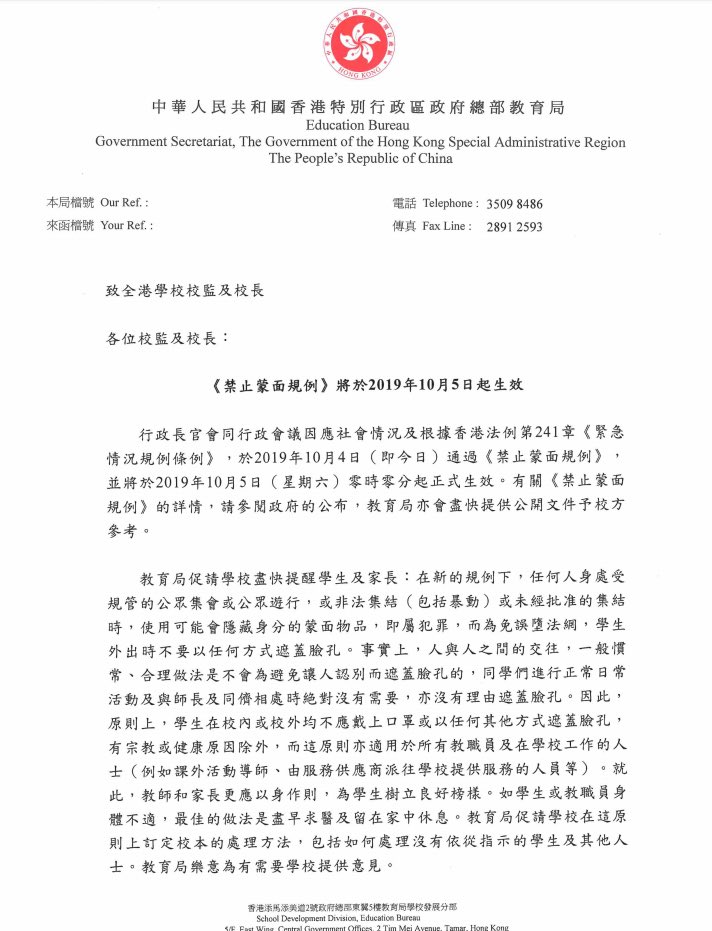 中華人民共和國香港特別行政區
HONG KONG
中華人民共和國香港特別行政區政府總部教育局
Education Bureau
Government Secretariat, The Government of the Hong Kong Special Administrative Region
The People's Republic of China
本局檔號 Our Ref. :
電話 Telephone : 3509 8486
來函檔號 Your Ref. :
傳真 Fax Line : 2891 2593
致全港學校校監及校長
各位校監及校長：
《禁止蒙面規例》將於2019年10月5日起生效
行政長官會同行政會議因應社會情況及根據香港法例第241章《緊急
情況規例條例》，於2019年10月4日（即今日）通過《禁止蒙面規例》，
並將於2019年10月5日（星期六）零時零分起正式生效。有關《禁止蒙面
規例》的詳情，請參閱政府的公布，教育局亦會盡快提供公開文件予校方
參考。
教育局促請學校盡快提醒學生及家長：在新的規例下，任何人身處受
規管的公眾集會或公眾遊行，或非法集結（包括暴動）或未經批准的集結
時，使用可能會隱藏身分的蒙面物品，即屬犯罪，而為免誤墮法網，學生
外出時不要以任何方式遮蓋臉孔。事實上，人與人之間的交往，一般慣
常、合理做法是不會為避免讓人認別而遮蓋臉孔的，同學們進行正常日常
活動及與師長及同儕相處時絕對沒有需要，亦沒有理由遮蓋臉孔。因此，
原則上，學生在校內或校外均不應戴上口罩或以任何其他方式遮蓋臉孔，
有宗教或健康原因除外，而這原則亦適用於所有教職員及在學校工作的人
士（例如課外活動導師、由服務供應商派往學校提供服務的人員等）。就
此，教師和家長更應以身作則，為學生樹立良好榜樣。如學生或教職員身
體不適，最佳的做法是盡早求醫及留在家中休息。教育局促請學校在這原
則上訂定校本的處理方法，包括如何處理沒有依從指示的學生及其他人
士。教育局樂意為有需要學校提供意見。
香港添馬添美道2號政府總部東翼5樓教育局學校發展分部
School Development Division, Education Bureau
5/F, East Wing, Central Government Offices, 2 Tim Mei Avenue, Tamar, Hong Kong